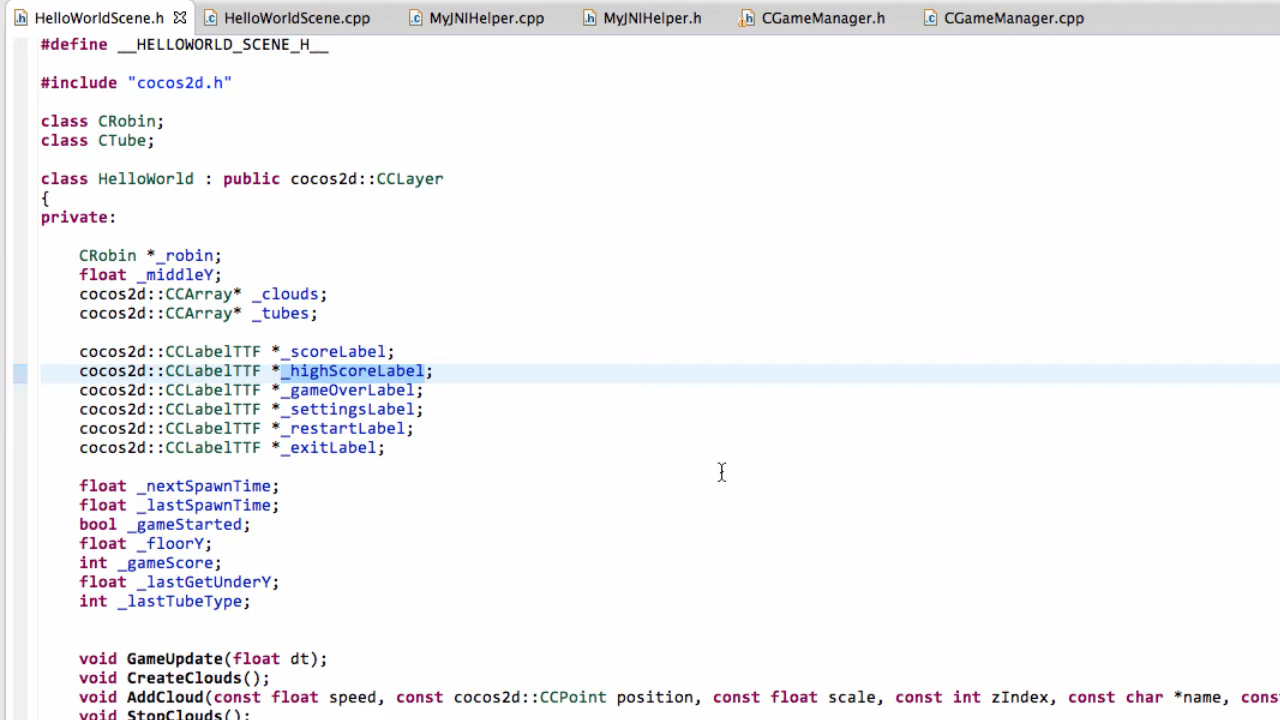 HelloWorldScene.h HelloWorldScene.cpp MyJNIHelper.cpp MyJNIHelper.h CGameManager.h CGameManager.cpp
#define __HELLOWORLD_SCENE_H__
#include "cocos2d.h"
class CRobin;
class CTube;
class HelloWorld : public cocos2d::CCLayer
{
private:
CRobin *_robin;
float _middleY;
cocos2d::CCArray* _clouds;
cocos2d::CCArray* _tubes;
cocos2d::CCLabelTTF *_scoreLabel;
cocos2d::CCLabelTTF *_highScoreLabel;
cocos2d::CCLabelTTF *_gameOverLabel;
cocos2d::CCLabelTTF *_settingsLabel;
cocos2d::CCLabelTTF *_restartLabel;
cocos2d::CCLabelTTF *_exitLabel;
float _nextSpawnTime;
float _lastSpawnTime;
bool _gameStarted;
float _floorY;
int _gameScore;
float _lastGetUnderY;
int _lastTubeType;
void GameUpdate(float dt);
void CreateClouds();
void AddCloud(const float speed, const cocos2d::CCPoint position, const float scale, const int zIndex, const char *name, cons
void StopClouds();